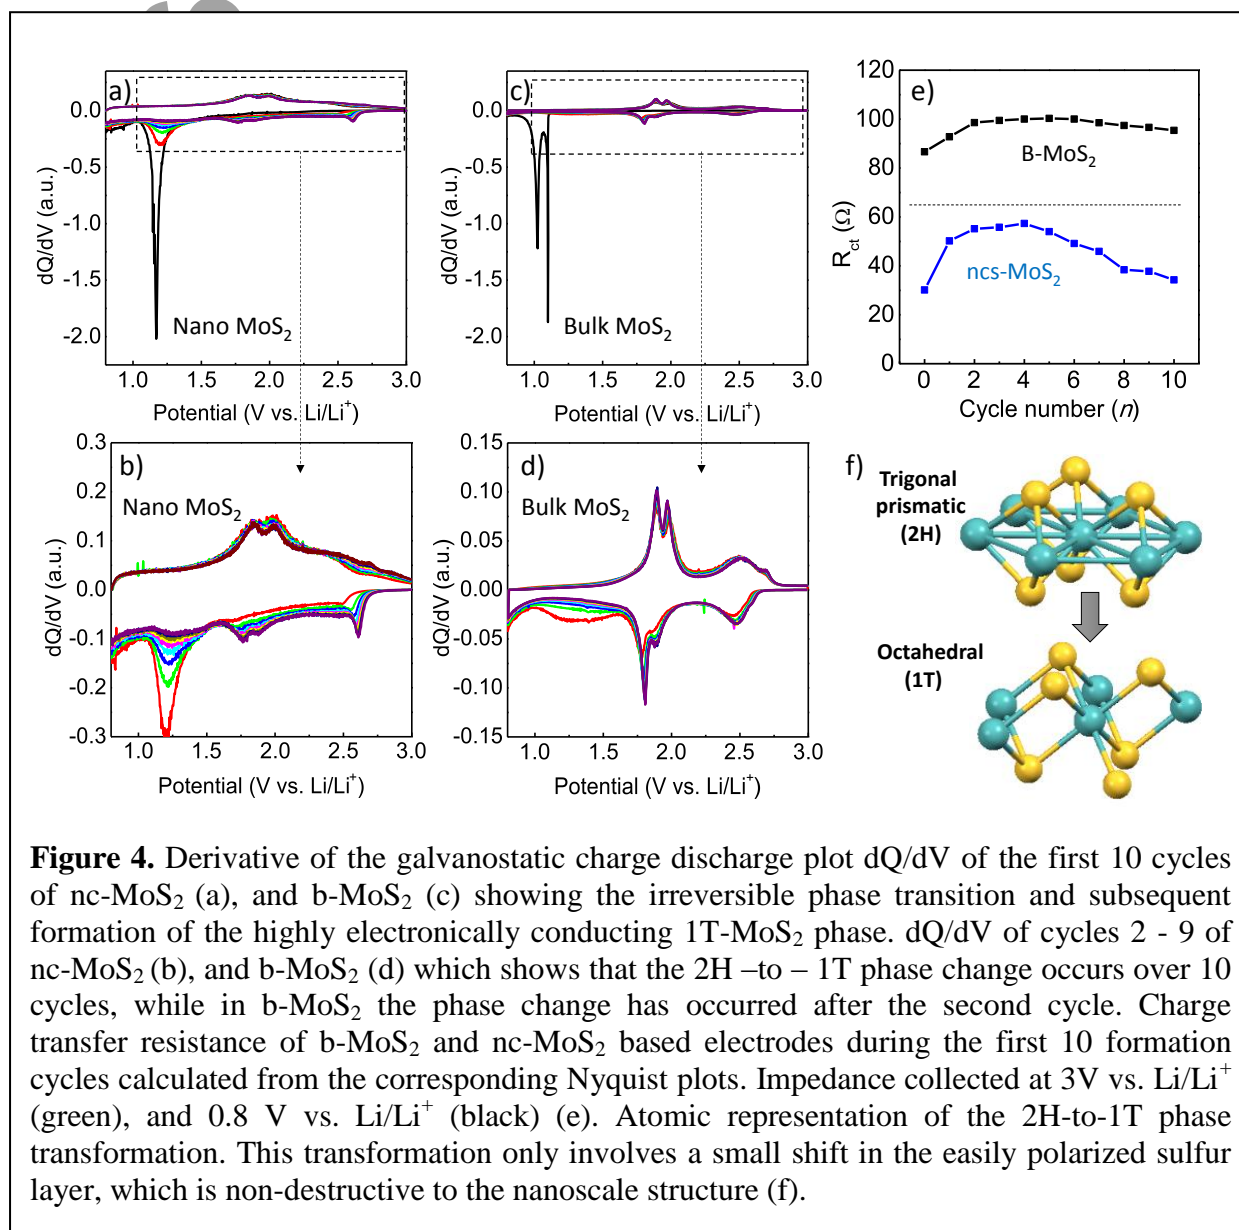 a)
0.0
-0.5
-1.0
-1.5
-2.0
dQ/dV (a.u.)
Nano MoS₂
1.0 1.5 2.0 2.5 3.0
Potential (V vs. Li/Li⁺)
c)
0.0
-0.5
-1.0
-1.5
-2.0
dQ/dV (a.u.)
Bulk MoS₂
1.0 1.5 2.0 2.5 3.0
Potential (V vs. Li/Li⁺)
e)
120
100
80
60
40
20
0
R_ct (Ω)
B-MoS₂
ncs-MoS₂
0 2 4 6 8 10
Cycle number (n)
b)
0.3
0.2
0.1
0.0
-0.1
-0.2
-0.3
dQ/dV (a.u.)
Nano MoS₂
1.0 1.5 2.0 2.5 3.0
Potential (V vs. Li/Li⁺)
d)
0.15
0.10
0.05
0.00
-0.05
-0.10
-0.15
dQ/dV (a.u.)
Bulk MoS₂
1.0 1.5 2.0 2.5 3.0
Potential (V vs. Li/Li⁺)
f)
Trigonal
prismatic
(2H)
Octahedral
(1T)
Figure 4. Derivative of the galvanostatic charge discharge plot dQ/dV of the first 10 cycles
of nc-MoS₂ (a), and b-MoS₂ (c) showing the irreversible phase transition and subsequent
formation of the highly electronically conducting 1T-MoS₂ phase. dQ/dV of cycles 2 - 9 of
nc-MoS₂ (b), and b-MoS₂ (d) which shows that the 2H –to – 1T phase change occurs over 10
cycles, while in b-MoS₂ the phase change has occurred after the second cycle. Charge
transfer resistance of b-MoS₂ and nc-MoS₂ based electrodes during the first 10 formation
cycles calculated from the corresponding Nyquist plots. Impedance collected at 3V vs. Li/Li⁺
(green), and 0.8 V vs. Li/Li⁺ (black) (e). Atomic representation of the 2H-to-1T phase
transformation. This transformation only involves a small shift in the easily polarized sulfur
layer, which is non-destructive to the nanoscale structure (f).